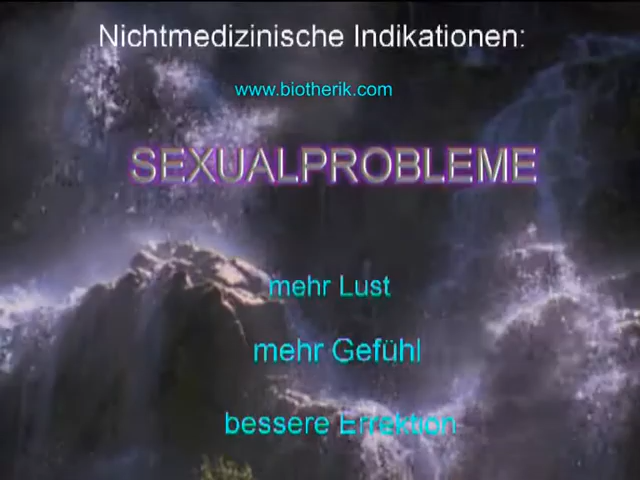 Nichtmedizinische Indikationen:
www.biotherik.com
SEXUALPROBLEME
mehr Lust
mehr Gefühl
bessere Errektion